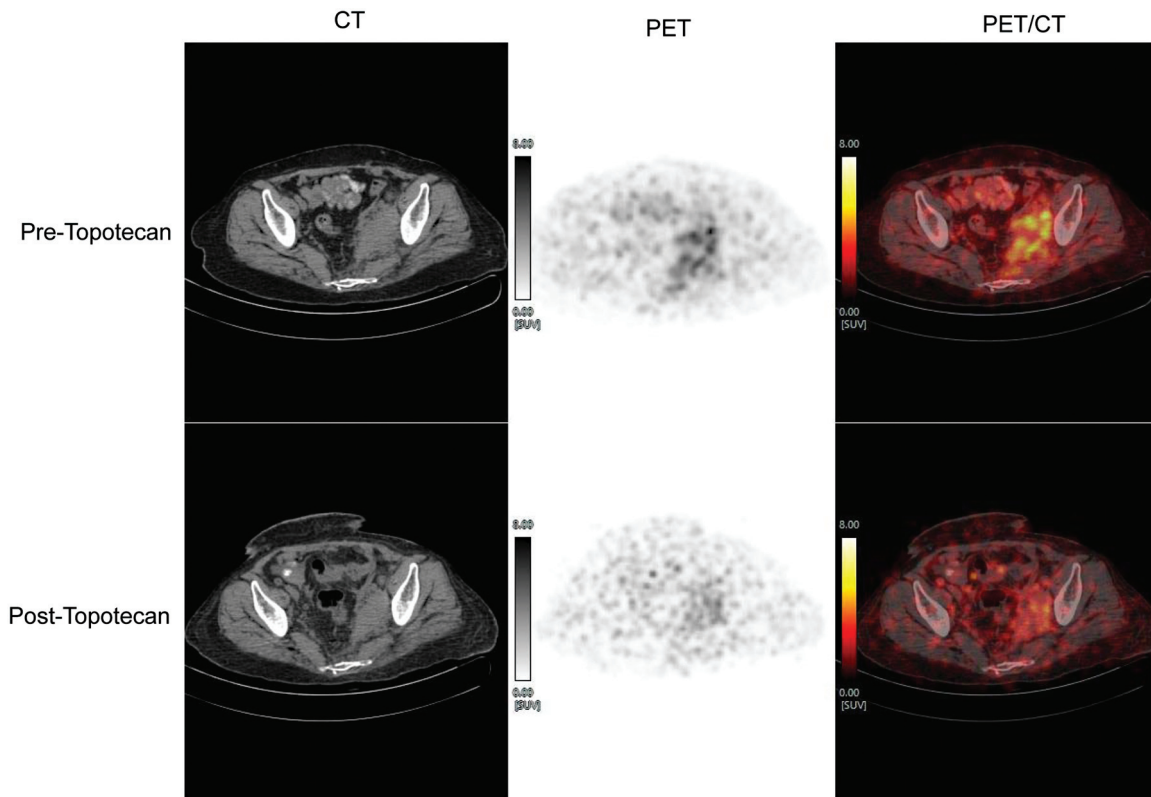 CT
PET
PET/CT
Pre-Topotecan
8.00
0.00
[SUV]
8.00
0.00
[SUV]
Post-Topotecan
8.00
0.00
[SUV]
8.00
0.00
[SUV]